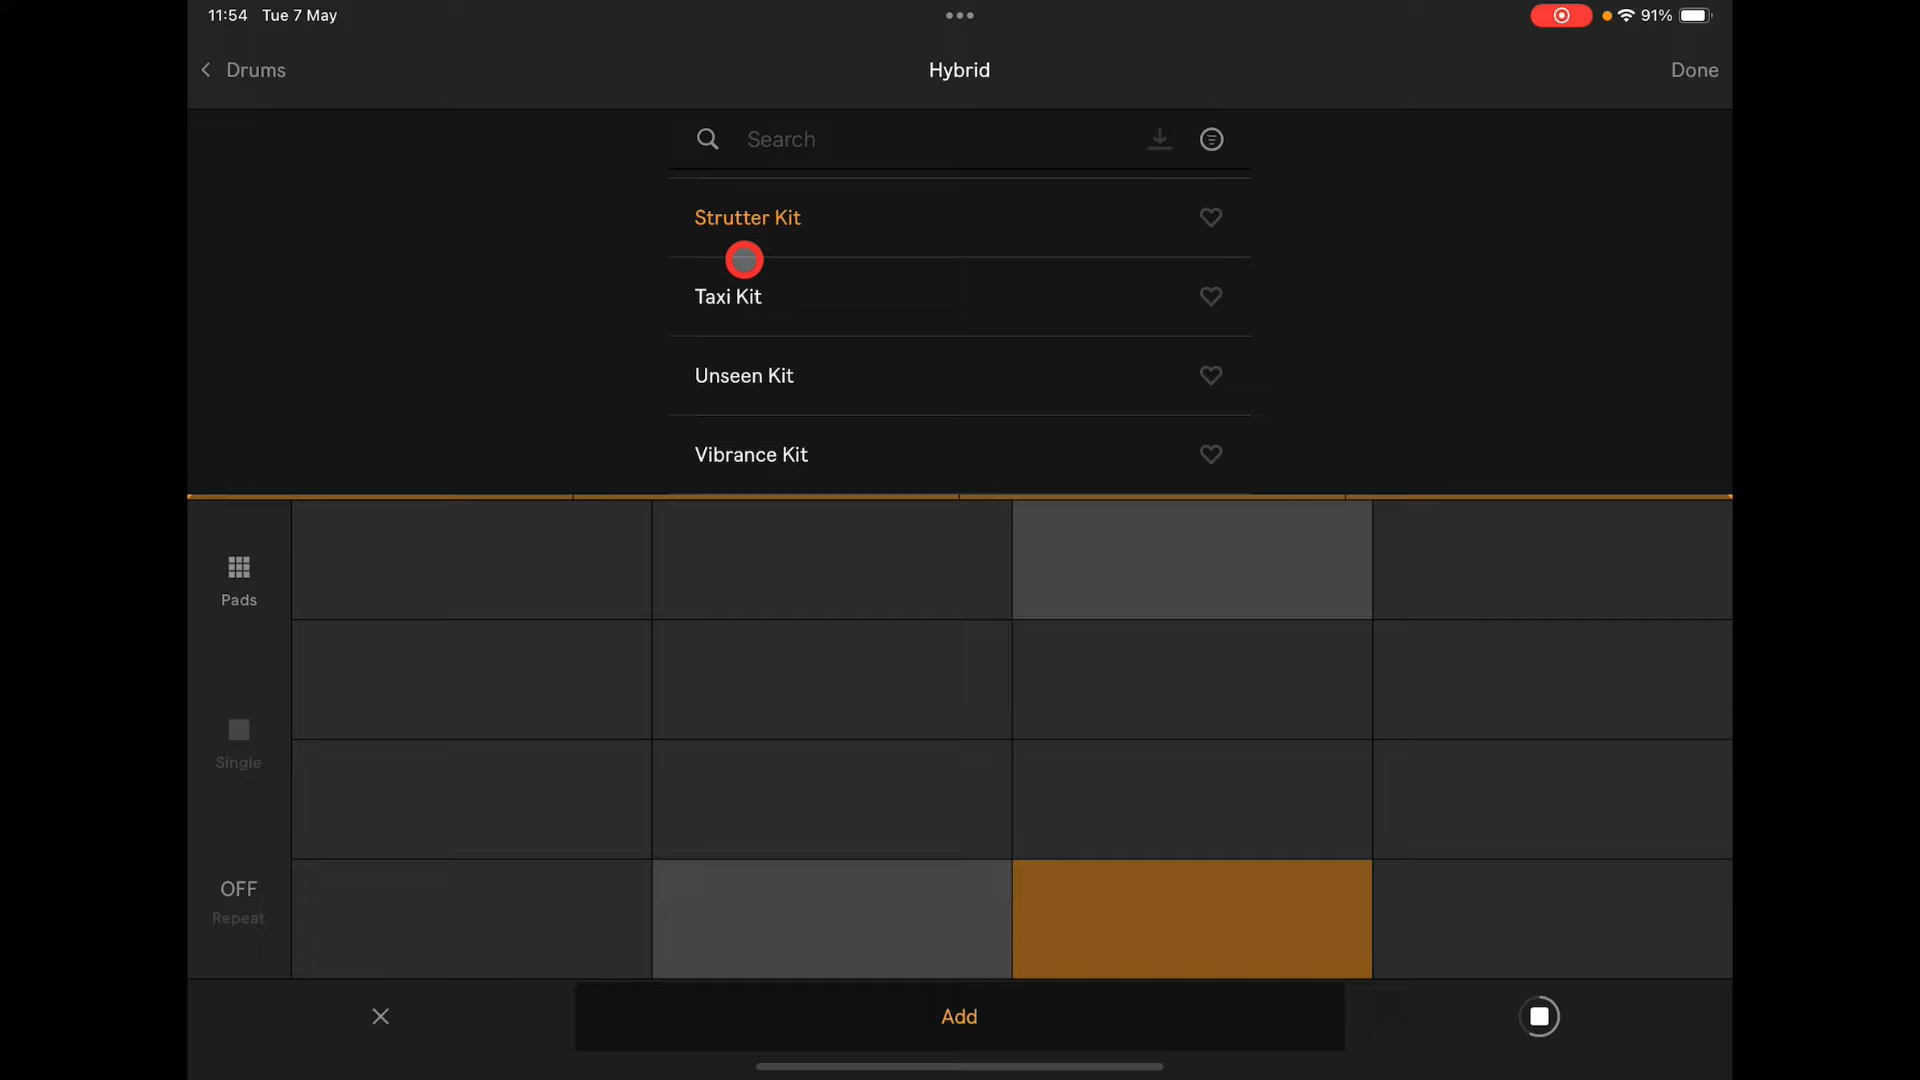 11:54 Tue 7 May
91%
Drums
Hybrid
Done
Search
Strutter Kit
Taxi Kit
Unseen Kit
Vibrance Kit
Pads
Single
OFF
Repeat
Add